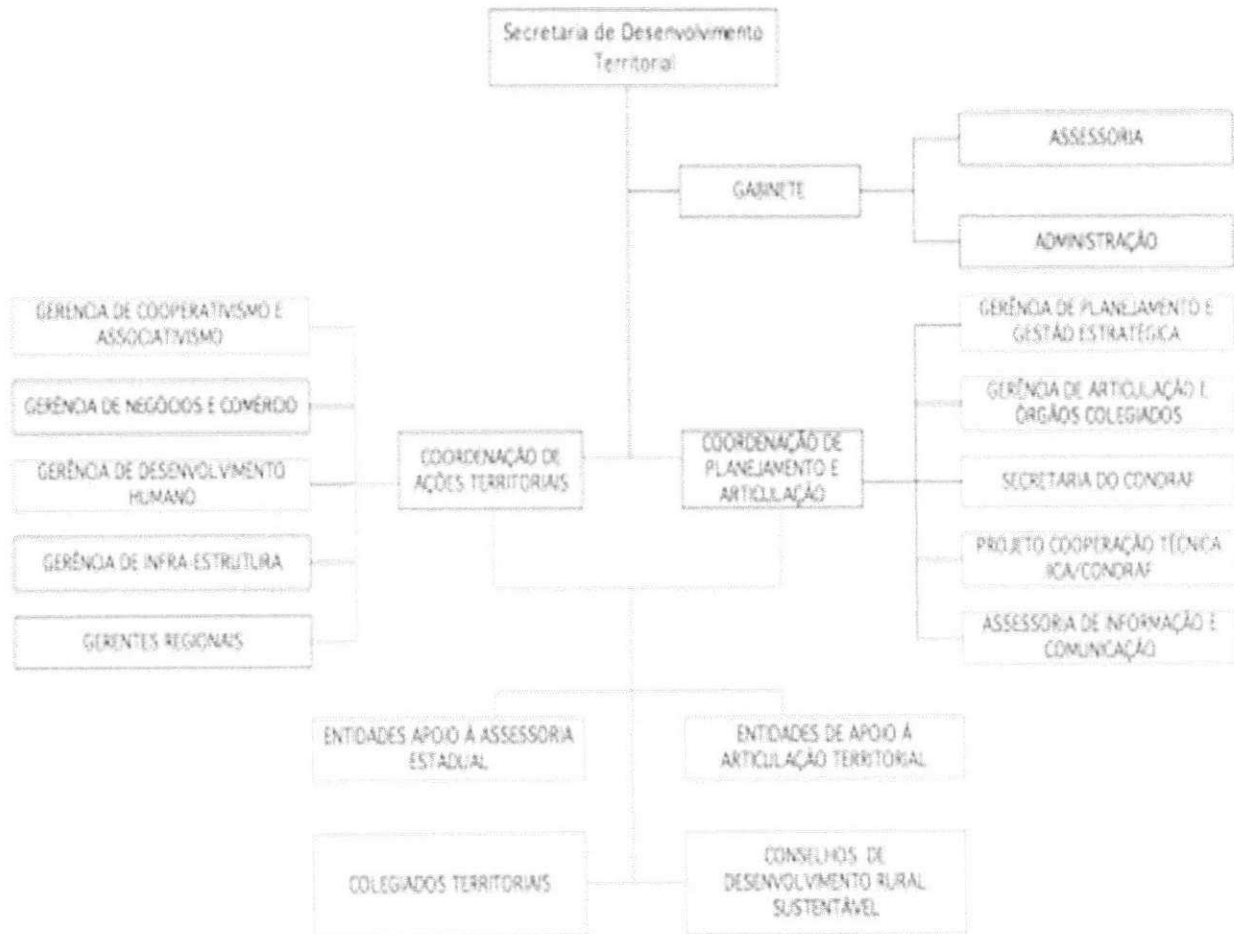 Secretaria de Desenvolvimento
Territorial
GABINETE
ASSESSORIA
ADMINISTRAÇÃO
GERENCIA DE COOPERATIVISMO E
ASSOCIATIVISMO
GERÊNCIA DE NEGÓCIOS E COMÉRCIO
GERÊNCIA DE DESENVOLVIMENTO
HUMANO
GERÊNCIA DE INFRA-ESTRUTURA
GERENTES REGIONAIS
COORDENAÇÃO DE
AÇÕES TERRITORIAIS
COORDENAÇÃO DE
PLANEJAMENTO E
ARTICULAÇÃO
GERÊNCIA DE PLANEJAMENTO E
GESTÃO ESTRATÉGICA
GERÊNCIA DE ARTICULAÇÃO E
ÓRGÃOS COLEGIADOS
SECRETARIA DO CONDRAF
PROJETO COOPERAÇÃO TÉCNICA
IICA/CONDRAF
ASSESSORIA DE INFORMAÇÃO E
COMUNICAÇÃO
ENTIDADES APOIO À ASSESSORIA
ESTADUAL
ENTIDADES DE APOIO À
ARTICULAÇÃO TERRITORIAL
COLEGIADOS TERRITORIAIS
CONSELHOS DE
DESENVOLVIMENTO RURAL
SUSTENTÁVEL